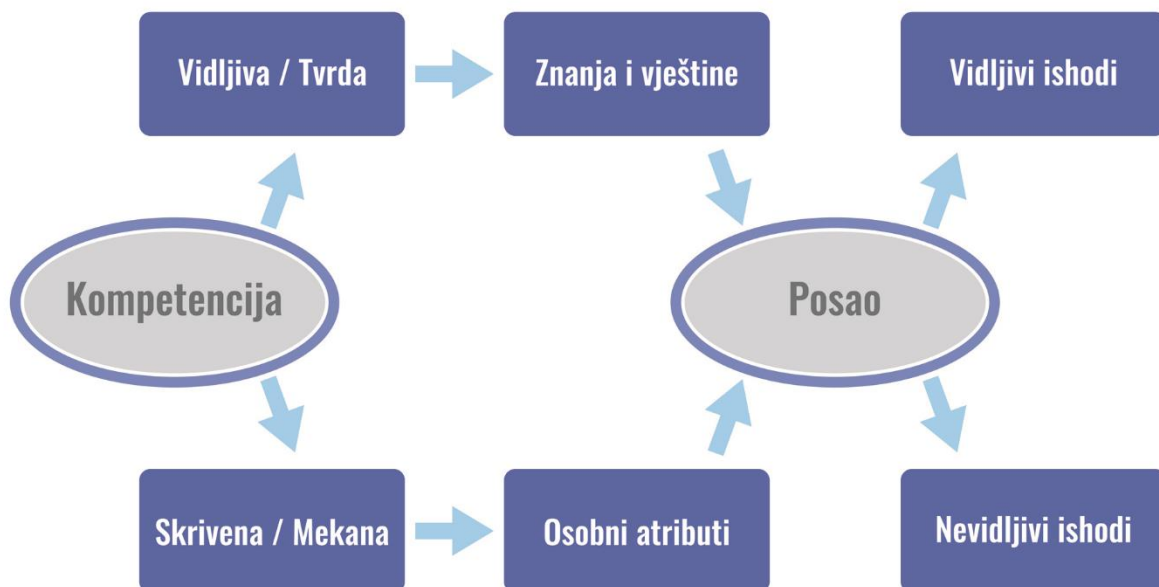 Vidljiva / Tvrda
Znanja i vještine
Vidljivi ishodi
Kompetencija
Posao
Skrivena / Mekana
Osobni atributi
Nevidljivi ishodi